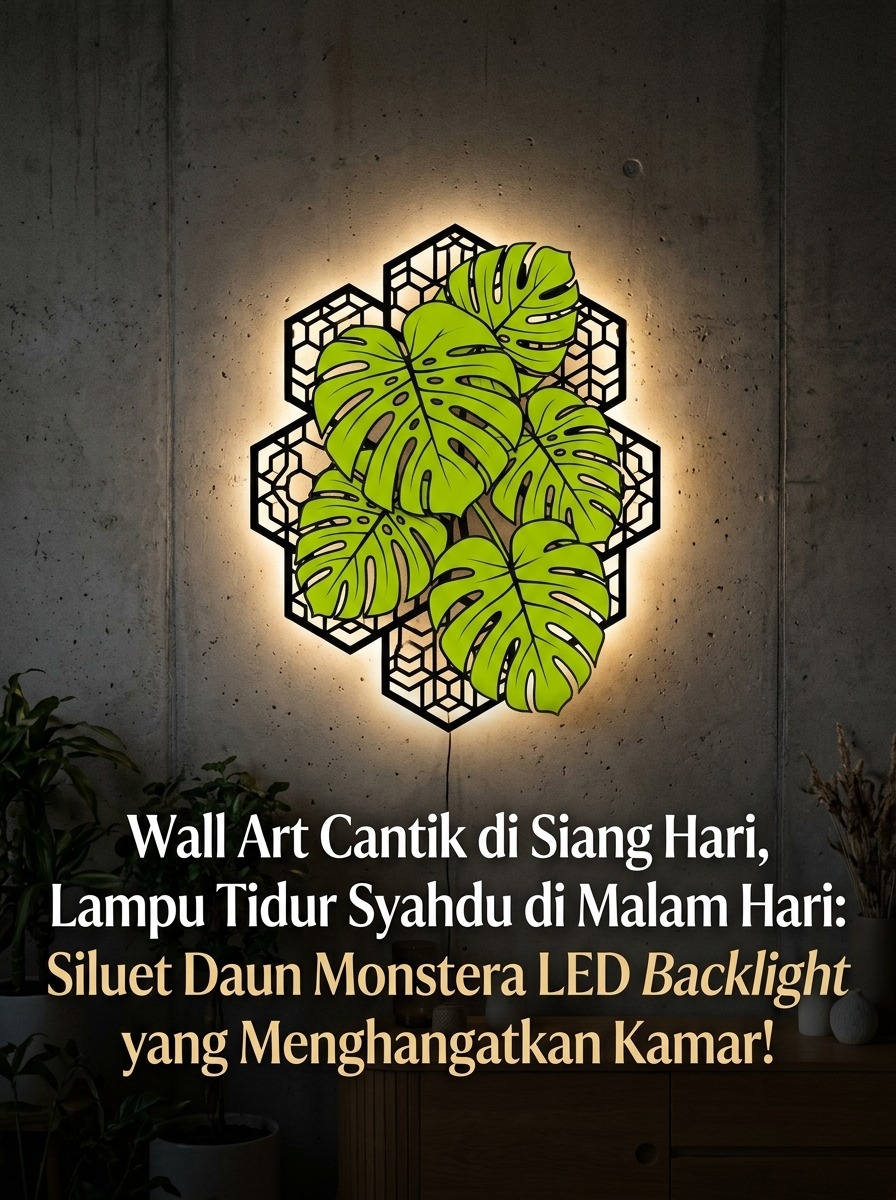 Wall Art Cantik di Siang Hari,
Lampu Tidur Syahdu di Malam Hari:
Siluet Daun Monstera LED Backlight
yang Menghangatkan Kamar!